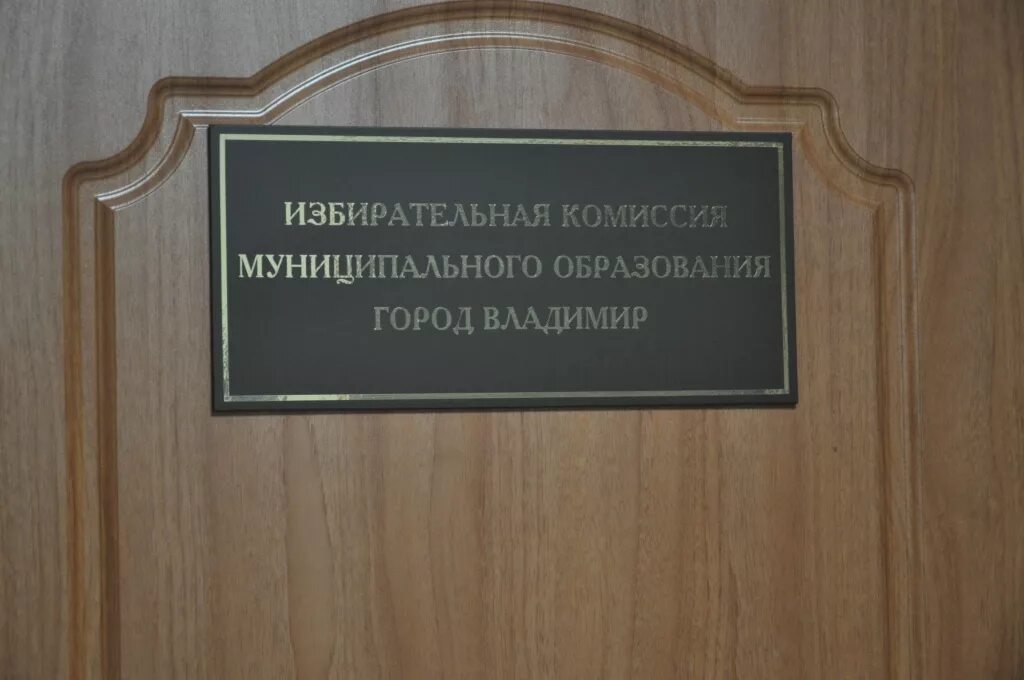 ИЗБИРАТЕЛЬНАЯ КОМИССИЯ
МУНИЦИПАЛЬНОГО ОБРАЗОВАНИЯ
ГОРОД ВЛАДИМИР